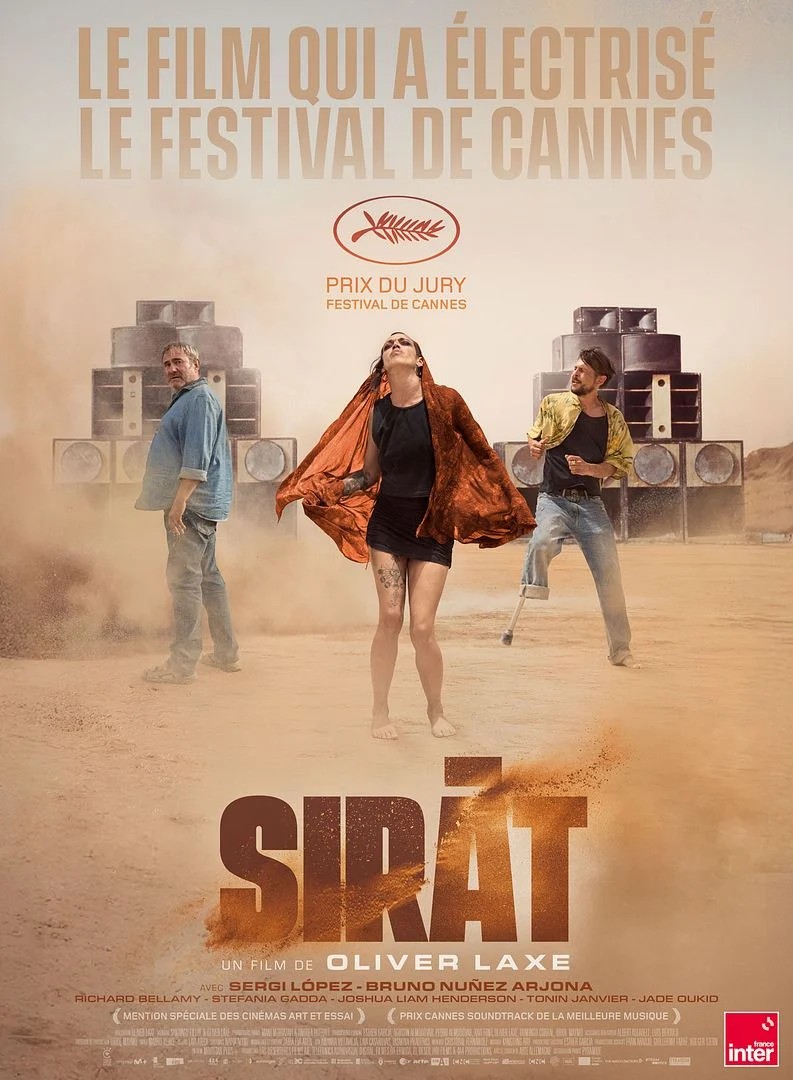 LE FILM QUI A ÉLECTRISÉ
LE FESTIVAL DE CANNES
PRIX DU JURY
FESTIVAL DE CANNES
SIRĀT
UN FILM DE OLIVER LAXE
AVEC SERGI LÓPEZ - BRUNO NUÑEZ ARJONA
RICHARD BELLAMY - STEFANIA GADDA - JOSHUA LIAM HENDERSON - TONIN JANVIER - JADE OUKID
MENTION SPÉCIALE DES CINÉMAS ART ET ESSAI
PRIX CANNES SOUNDTRACK DE LA MEILLEURE MUSIQUE
france
inter